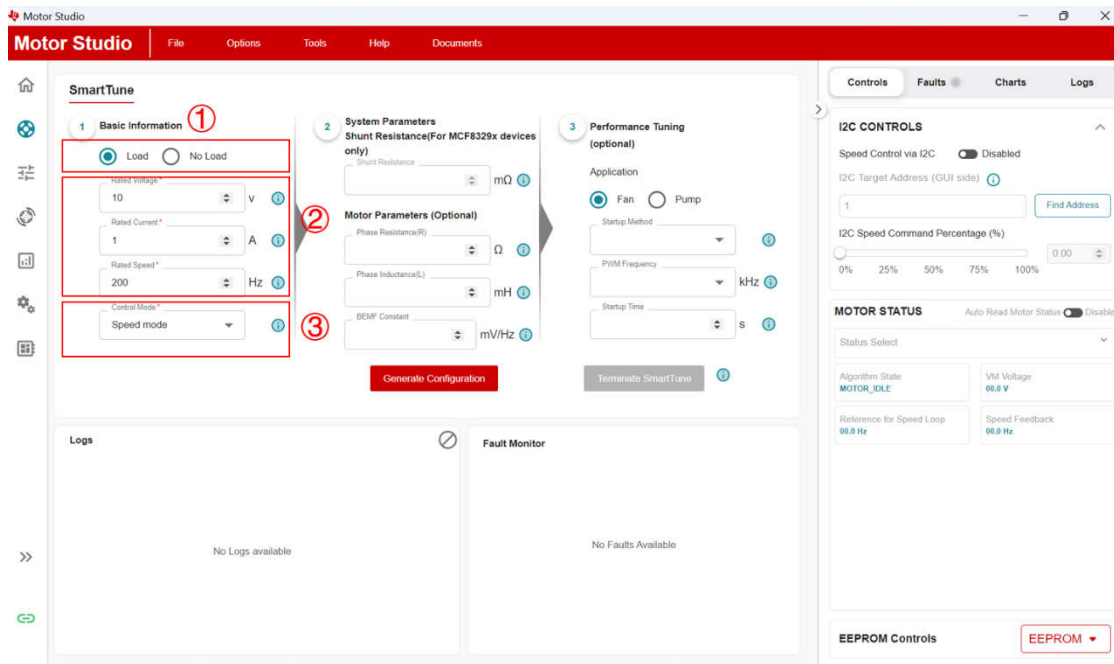 Motor Studio
Motor Studio
File
Options
Tools
Help
Documents
SmartTune
1
Basic Information
①
Load
No Load
Rated Voltage *
10
V
②
Rated Current *
1
A
Rated Speed *
200
Hz
Control Mode *
Speed mode
③
2
System Parameters
Shunt Resistance(For MCF8329x devices
only)
Shunt Resistance
mΩ
Motor Parameters (Optional)
Phase Resistance(R)
Ω
Phase Inductance(L)
mH
BEMF Constant
mV/Hz
3
Performance Tuning
(optional)
Application
Fan
Pump
Startup Method
PWM Frequency
kHz
Startup Time
s
Generate Configuration
Terminate SmartTune
Logs
No Logs available
Fault Monitor
No Faults Available
Controls
Faults
Charts
Logs
I2C CONTROLS
Speed Control via I2C
Disabled
I2C Target Address (GUI side)
1
Find Address
I2C Speed Command Percentage (%)
0.00
0%
25%
50%
75%
100%
MOTOR STATUS
Auto Read Motor Status
Disable
Status Select
Algorithm State
MOTOR_IDLE
VM Voltage
00.0 V
Reference for Speed Loop
00.0 Hz
Speed Feedback
00.0 Hz
EEPROM Controls
EEPROM